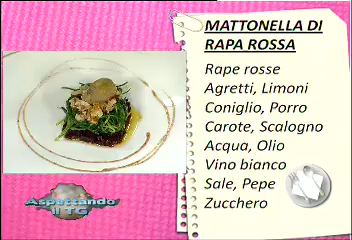 MATTONELLA DI
RAPA ROSSA
Rape rosse
Agretti, Limoni
Coniglio, Porro
Carote, Scalogno
Acqua, Olio
Vino bianco
Sale, Pepe
Zucchero
Aspettando
il TG